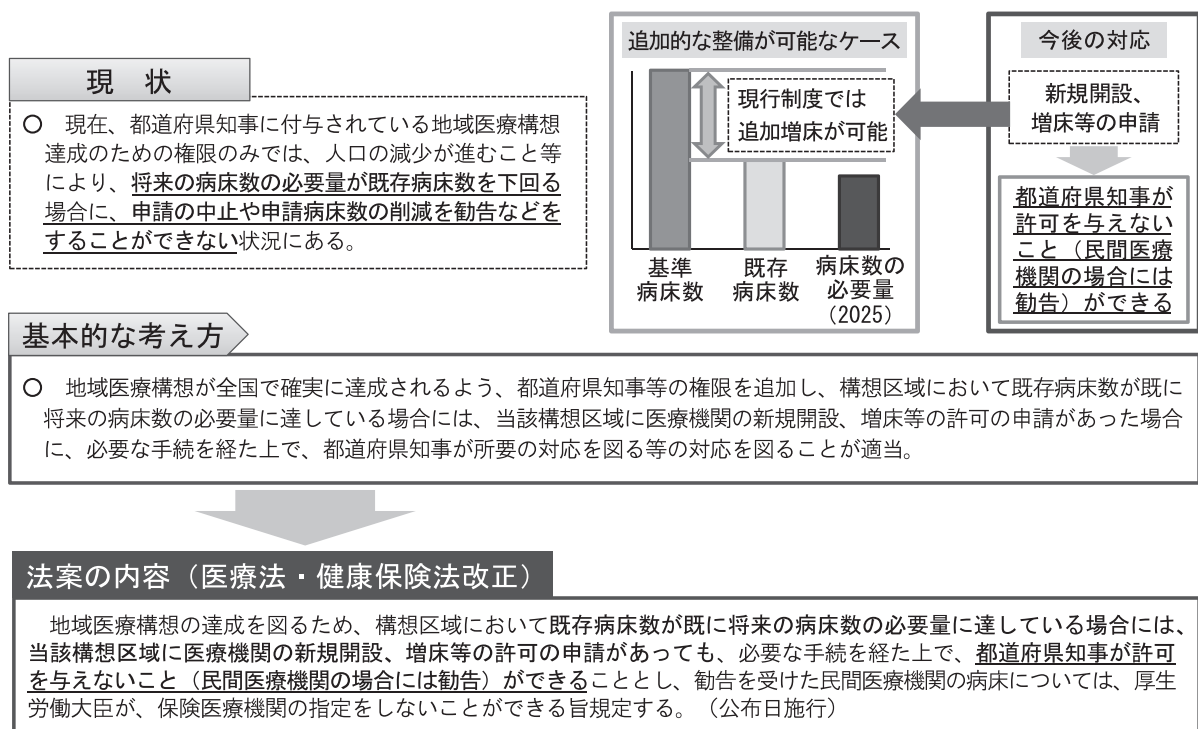 現 状
○ 現在、都道府県知事に付与されている地域医療構想
達成のための権限のみでは、人口の減少が進むこと等
により、将来の病床数の必要量が既存病床数を下回る
場合に、申請の中止や申請病床数の削減を勧告などを
することができない状況にある。
追加的な整備が可能なケース
現行制度では
追加増床が可能
基準
病床数
既存
病床数
病床数の
必要量
(2025)
今後の対応
新規開設、
増床等の申請
都道府県知事が
許可を与えない
こと(民間医療
機関の場合には
勧告)ができる
基本的な考え方
○ 地域医療構想が全国で確実に達成されるよう、都道府県知事等の権限を追加し、構想区域において既存病床数が既に
将来の病床数の必要量に達している場合には、当該構想区域に医療機関の新規開設、増床等の許可の申請があった場合
に、必要な手続を経た上で、都道府県知事が所要の対応を図る等の対応を図ることが適当。
法案の内容(医療法・健康保険法改正)
地域医療構想の達成を図るため、構想区域において既存病床数が既に将来の病床数の必要量に達している場合には、
当該構想区域に医療機関の新規開設、増床等の許可の申請があっても、必要な手続を経た上で、都道府県知事が許可
を与えないこと(民間医療機関の場合には勧告)ができることとし、勧告を受けた民間医療機関の病床については、厚生
労働大臣が、保険医療機関の指定をしないことができる旨規定する。(公布日施行)